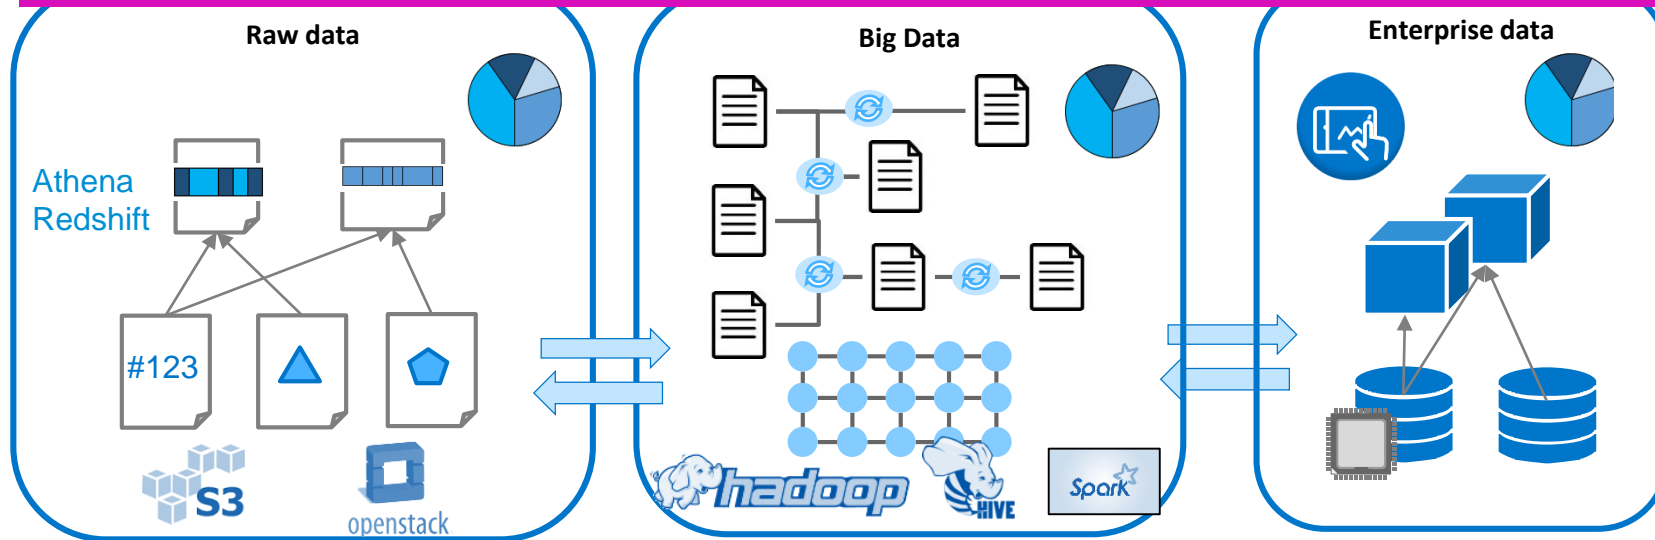 Raw data
Athena
Redshift
#123
S3
openstack
Big Data
hadoop
HIVE
Spark
Enterprise data